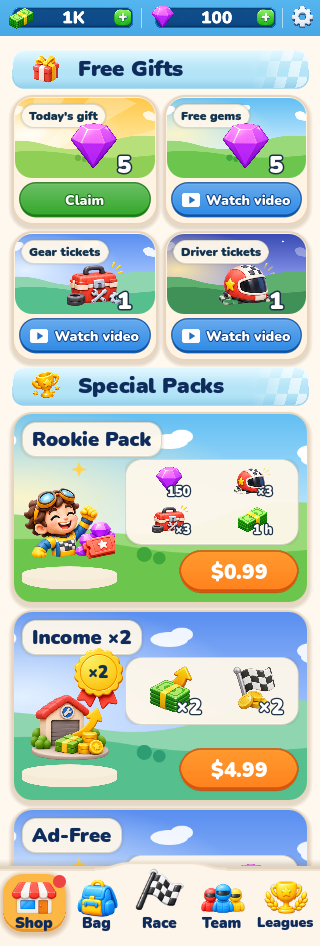 1K
100
Free Gifts
Today's gift
5
Claim
Free gems
5
Watch video
Gear tickets
1
Watch video
Driver tickets
1
Watch video
Special Packs
Rookie Pack
150
×3
×3
1 h
$0.99
Income ×2
×2
×2
×2
$4.99
Ad-Free
Shop
Bag
Race
Team
Leagues